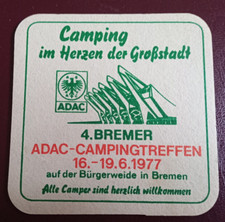 Camping
im Herzen der Großstadt
ADAC
4. BREMER
ADAC-CAMPINGTREFFEN
16.-19.6.1977
auf der Bürgerweide in Bremen
Alle Camper sind herzlich willkommen